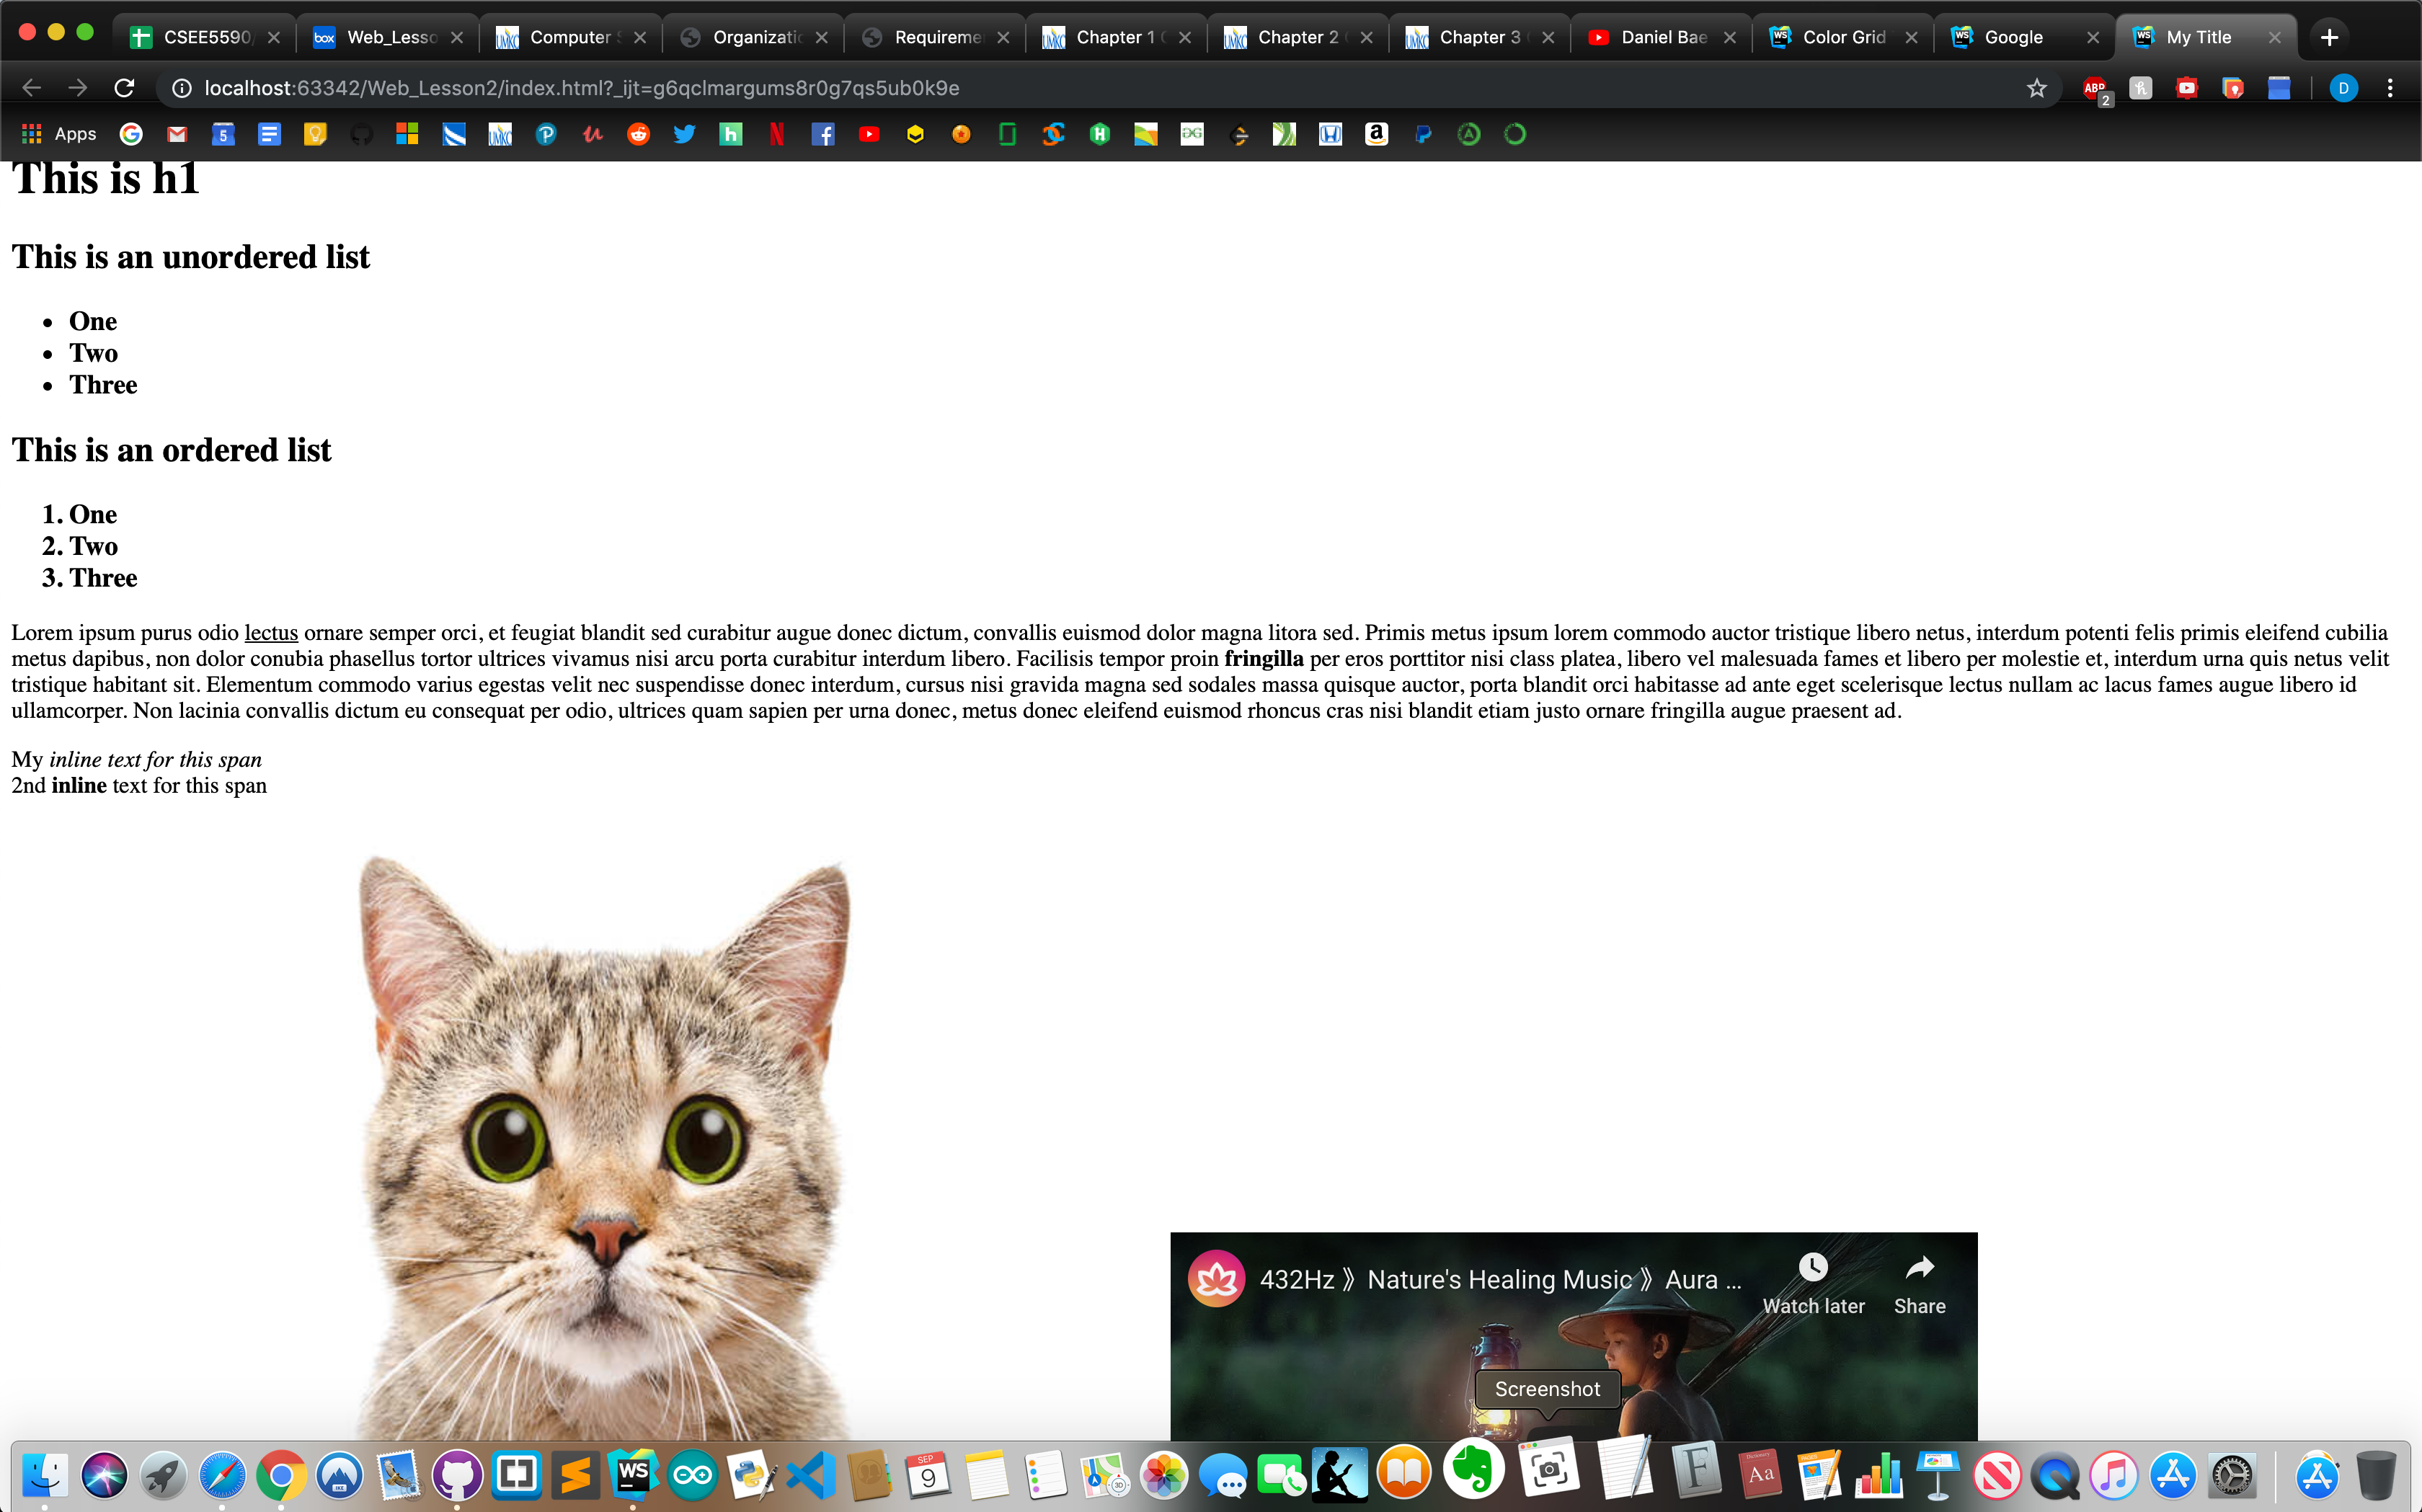 CSEE5590
Web_Lesso
Computer
Organizati
Requireme
Chapter 1
Chapter 2
Chapter 3
Daniel Bae
Color Grid
Google
My Title
localhost:63342/Web_Lesson2/index.html?_ijt=g6qclmargums8r0g7qs5ub0k9e
ABP
2
D
Apps
This is h1
This is an unordered list
• One
• Two
• Three
This is an ordered list
1. One
2. Two
3. Three
Lorem ipsum purus odio lectus ornare semper orci, et feugiat blandit sed curabitur augue donec dictum, convallis euismod dolor magna litora sed. Primis metus ipsum lorem commodo auctor tristique libero netus, interdum potenti felis primis eleifend cubilia
metus dapibus, non dolor conubia phasellus tortor ultrices vivamus nisi arcu porta curabitur interdum libero. Facilisis tempor proin fringilla per eros porttitor nisi class platea, libero vel malesuada fames et libero per molestie et, interdum urna quis netus velit
tristique habitant sit. Elementum commodo varius egestas velit nec suspendisse donec interdum, cursus nisi gravida magna sed sodales massa quisque auctor, porta blandit orci habitasse ad ante eget scelerisque lectus nullam ac lacus fames augue libero id
ullamcorper. Non lacinia convallis dictum eu consequat per odio, ultrices quam sapien per urna donec, metus donec eleifend euismod rhoncus cras nisi blandit etiam justo ornare fringilla augue praesent ad.
My inline text for this span
2nd inline text for this span
432Hz 》 Nature's Healing Music 》 Aura ...
Watch later
Share
Screenshot
WS
SEP
9
Aa